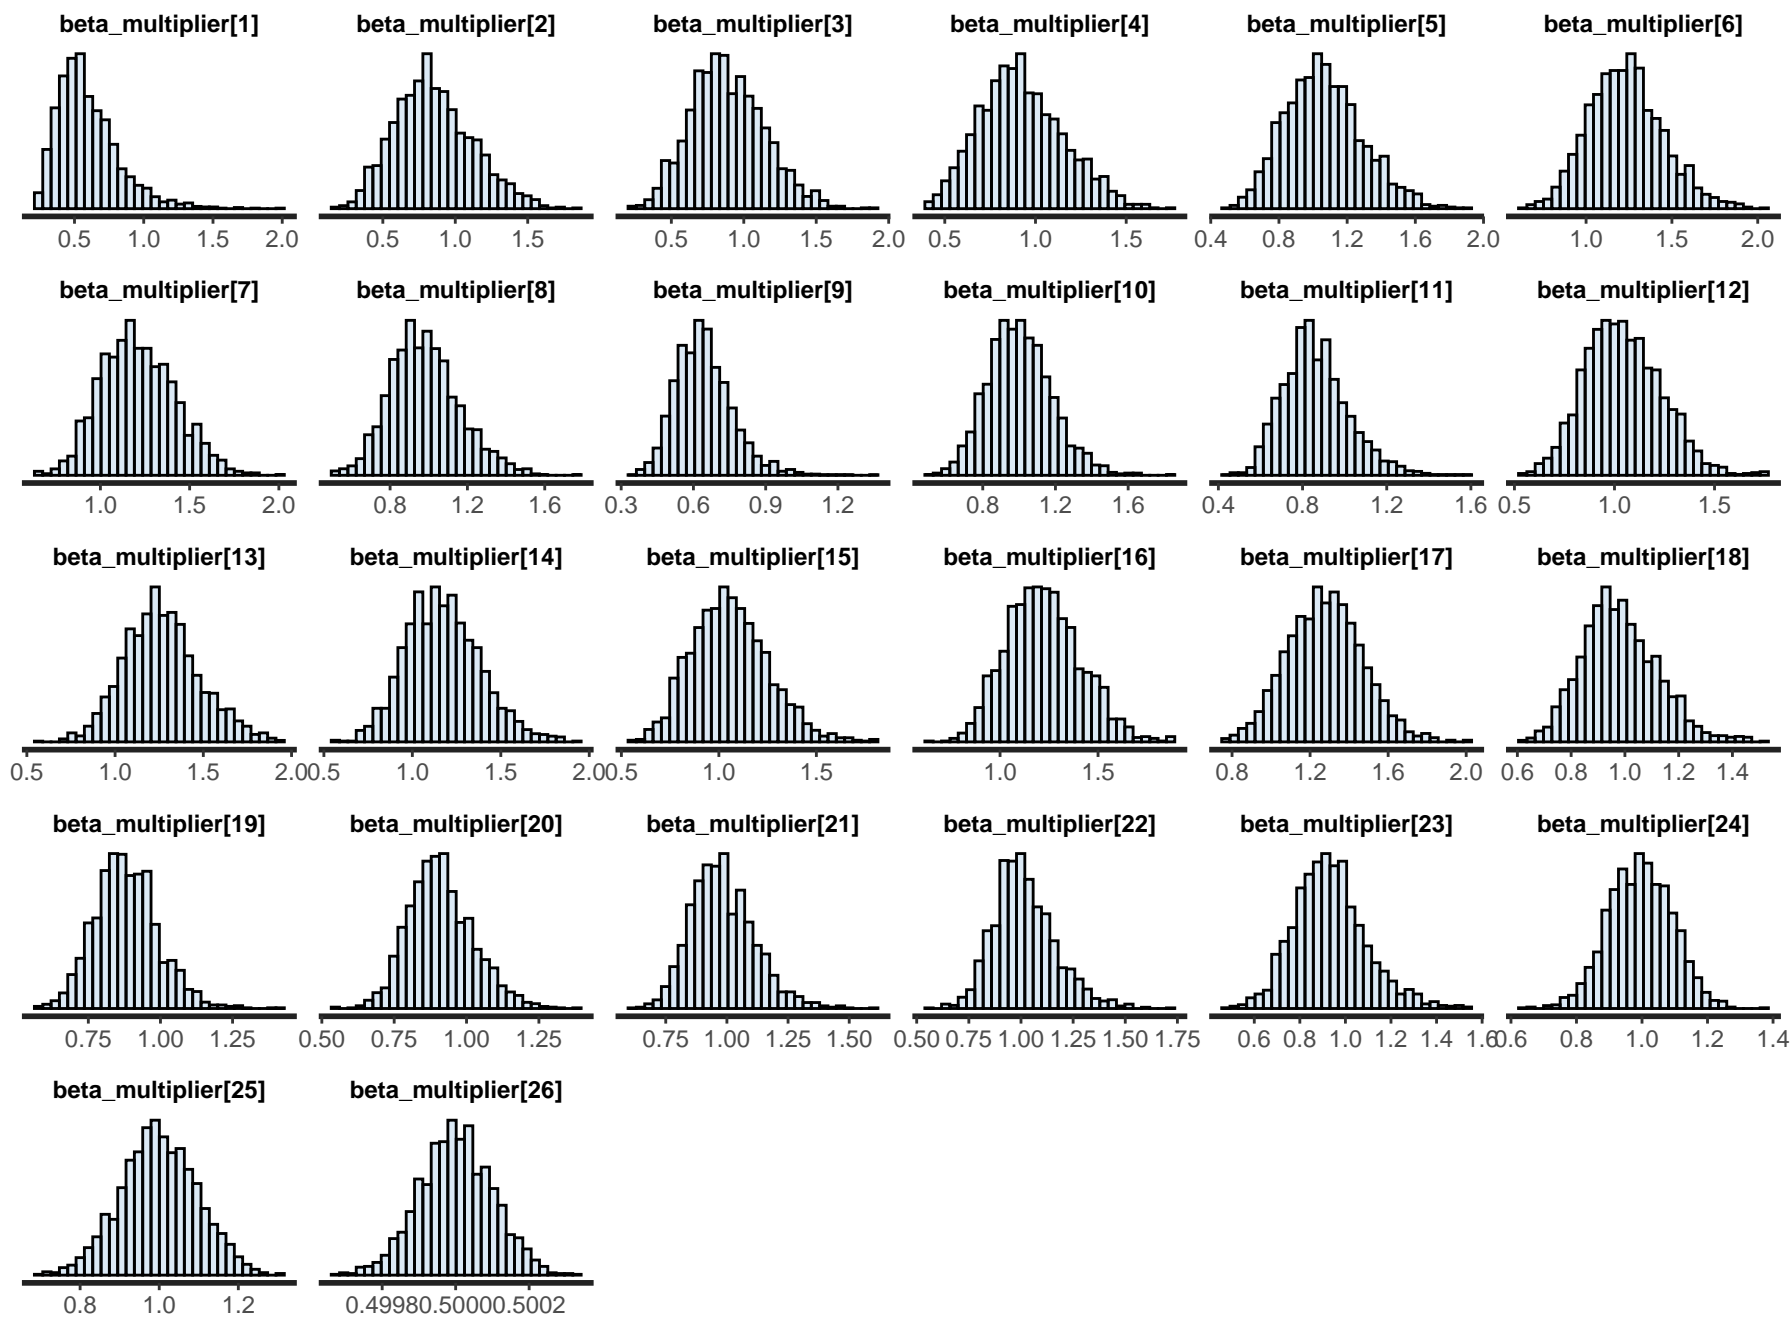 beta_multiplier[1] beta_multiplier[2] beta_multiplier[3] beta_multiplier[4] beta_multiplier[5] beta_multiplier[6]
0.5 1.0 1.5 2.0 0.5 1.0 1.5 0.5 1.0 1.5 2.0 0.5 1.0 1.5 0.4 0.8 1.2 1.6 2.0 1.0 1.5 2.0
beta_multiplier[7] beta_multiplier[8] beta_multiplier[9] beta_multiplier[10] beta_multiplier[11] beta_multiplier[12]
1.0 1.5 2.0 0.8 1.2 1.6 0.3 0.6 0.9 1.2 0.8 1.2 1.6 0.4 0.8 1.2 1.6 0.5 1.0 1.5
beta_multiplier[13] beta_multiplier[14] beta_multiplier[15] beta_multiplier[16] beta_multiplier[17] beta_multiplier[18]
0.5 1.0 1.5 2.0 0.5 1.0 1.5 2.0 0.5 1.0 1.5 1.0 1.5 0.8 1.2 1.6 2.0 0.6 0.8 1.0 1.2 1.4
beta_multiplier[19] beta_multiplier[20] beta_multiplier[21] beta_multiplier[22] beta_multiplier[23] beta_multiplier[24]
0.75 1.00 1.25 0.50 0.75 1.00 1.25 0.75 1.00 1.25 1.50 0.50 0.75 1.00 1.25 1.50 1.75 0.6 0.8 1.0 1.2 1.4 1.6 0.6 0.8 1.0 1.2 1.4
beta_multiplier[25] beta_multiplier[26]
0.8 1.0 1.2 0.4998 0.5000 0.5002